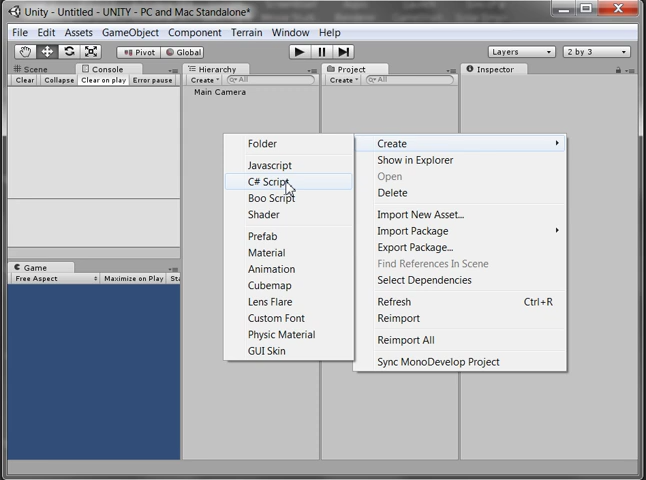 Unity - Untitled - UNITY - PC and Mac Standalone*
File Edit Assets GameObject Component Terrain Window Help
Pivot Global Layers 2 by 3
Scene Console Hierarchy Project Inspector
Clear Collapse Clear on play Error pause Create All Create All
Main Camera
Folder
Javascript
C# Script
Boo Script
Shader
Prefab
Material
Animation
Cubemap
Lens Flare
Custom Font
Physic Material
GUI Skin
Create
Show in Explorer
Open
Delete
Import New Asset...
Import Package
Export Package...
Find References In Scene
Select Dependencies
Refresh Ctrl+R
Reimport
Reimport All
Sync MonoDevelop Project
Game
Free Aspect Maximize on Play Sta